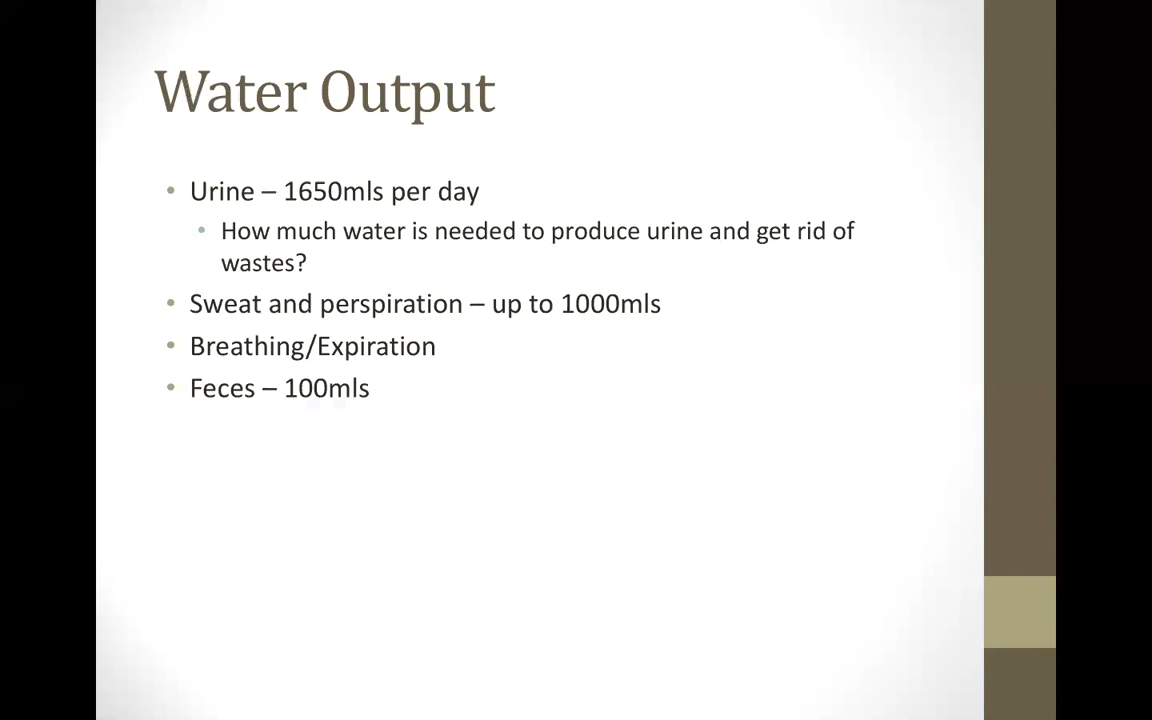 Water Output
• Urine – 1650mls per day
• How much water is needed to produce urine and get rid of
wastes?
• Sweat and perspiration – up to 1000mls
• Breathing/Expiration
• Feces – 100mls